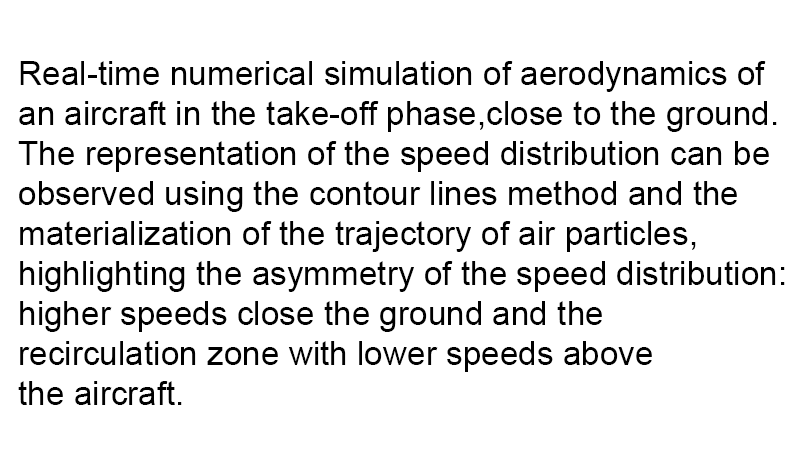 Real-time numerical simulation of aerodynamics of
an aircraft in the take-off phase,close to the ground.
The representation of the speed distribution can be
observed using the contour lines method and the
materialization of the trajectory of air particles,
highlighting the asymmetry of the speed distribution:
higher speeds close the ground and the
recirculation zone with lower speeds above
the aircraft.